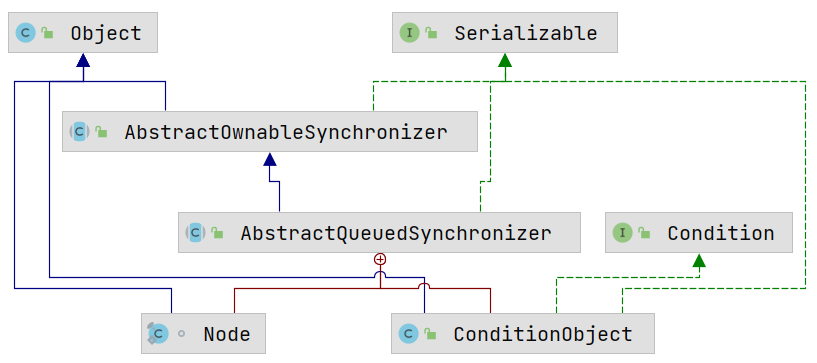 C Object
I Serializable
C AbstractOwnableSynchronizer
C AbstractQueuedSynchronizer
I Condition
C Node
C ConditionObject